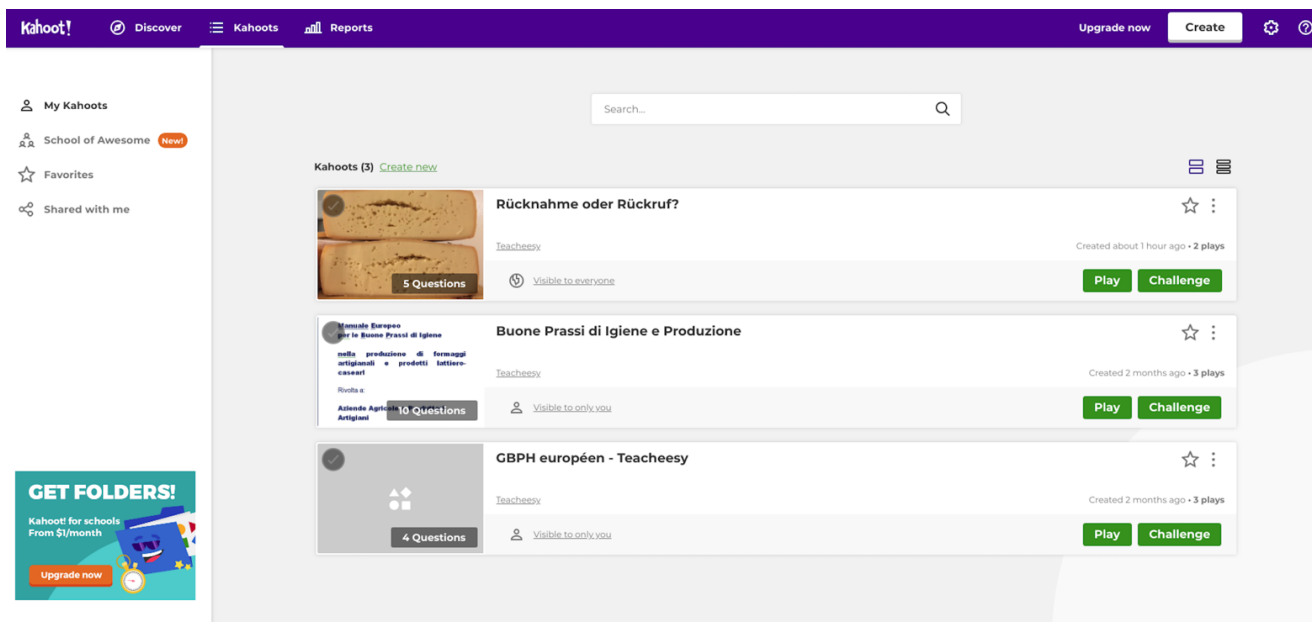 Kahoot! Discover Kahoots Reports Upgrade now Create
My Kahoots
School of Awesome New!
Favorites
Shared with me
GET FOLDERS!
Kahoot! for schools
From $1/month
Upgrade now
Search...
Kahoots (3) Create new
Rücknahme oder Rückruf?
Teacheesy Created about 1 hour ago • 2 plays
5 Questions Visible to everyone Play Challenge
Manuale Europeo
per le Buone Prassi di Igiene
nella produzione di formaggi
artigianali e prodotti lattiero-
caseari
Rivolta a:
Aziende
Artigiani
10 Questions
Buone Prassi di Igiene e Produzione
Teacheesy Created 2 months ago • 3 plays
Visible to only you Play Challenge
GBPH européen - Teacheesy
Teacheesy Created 2 months ago • 3 plays
4 Questions Visible to only you Play Challenge